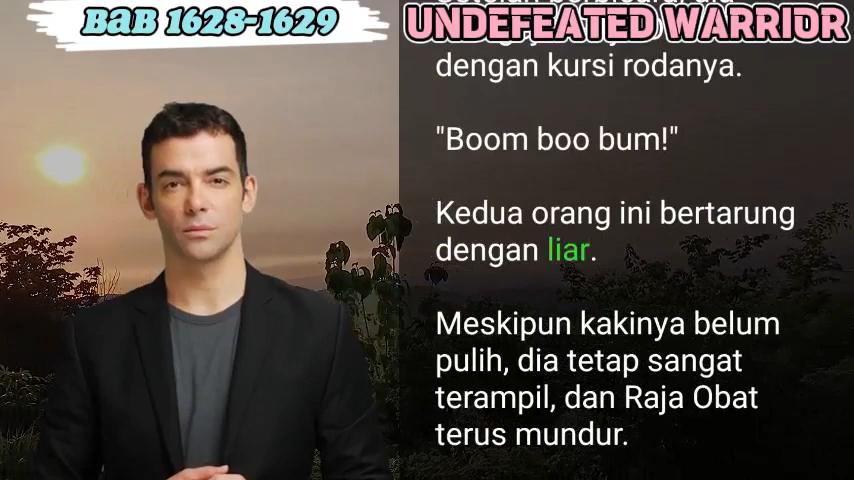 BaB 1628-1629
UNDEFEATED WARRIOR
dengan kursi rodanya.
"Boom boo bum!"
Kedua orang ini bertarung
dengan liar.
Meskipun kakinya belum
pulih, dia tetap sangat
terampil, dan Raja Obat
terus mundur.